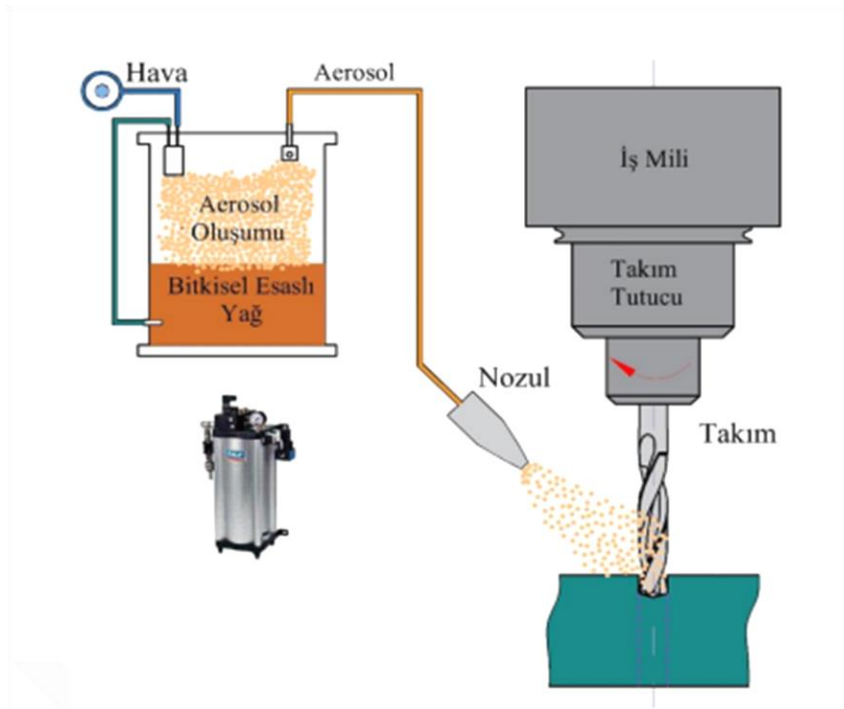 Hava
Aerosol
Aerosol
Oluşumu
Bitkisel Esaslı
Yağ
Nozul
İş Mili
Takım
Tutucu
Takım